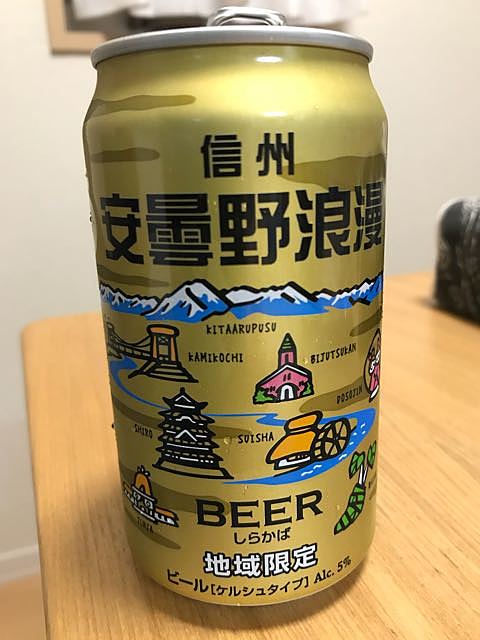 信州
安曇野浪漫
KITAARUPUSU
KAMIKOCHI
BIJUTSUKAN
DOSOJIN
SHIRO
SUISHA
JINJA
BEER
しらかば
地域限定
ビール[ケルシュタイプ] Alc. 5%